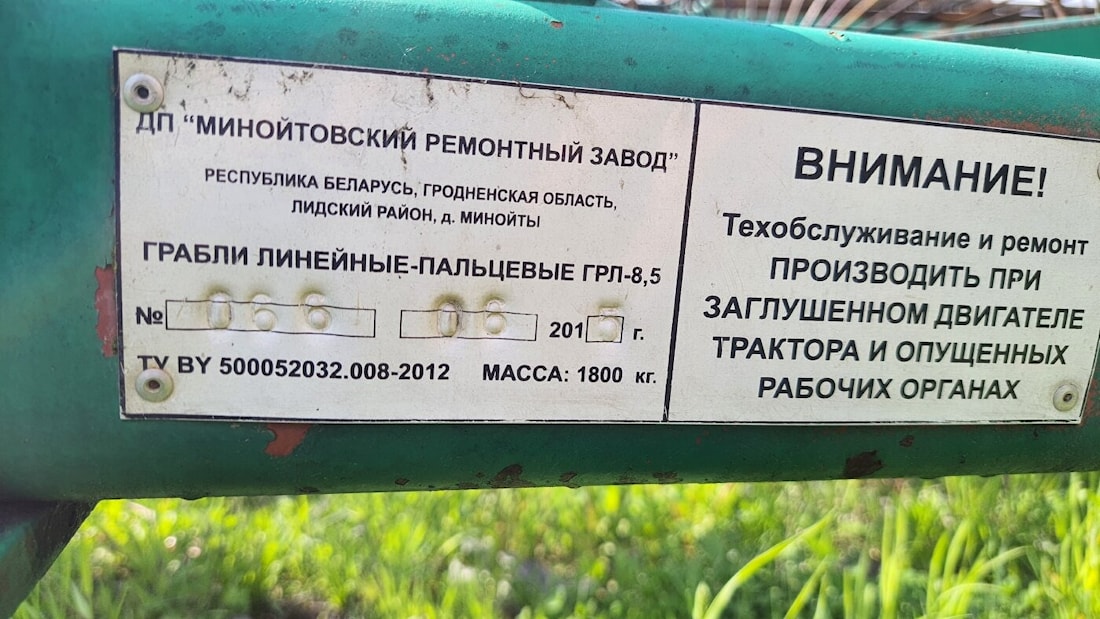 ДП “МИНОЙТОВСКИЙ РЕМОНТНЫЙ ЗАВОД”
РЕСПУБЛИКА БЕЛАРУСЬ, ГРОДНЕНСКАЯ ОБЛАСТЬ,
ЛИДСКИЙ РАЙОН, д. МИНОЙТЫ
ГРАБЛИ ЛИНЕЙНЫЕ-ПАЛЬЦЕВЫЕ ГРЛ-8,5
№ 201 г.
ТУ BY 500052032.008-2012 МАССА: 1800 кг.
ВНИМАНИЕ!
Техобслуживание и ремонт
ПРОИЗВОДИТЬ ПРИ
ЗАГЛУШЕННОМ ДВИГАТЕЛЕ
ТРАКТОРА И ОПУЩЕННЫХ
РАБОЧИХ ОРГАНАХ